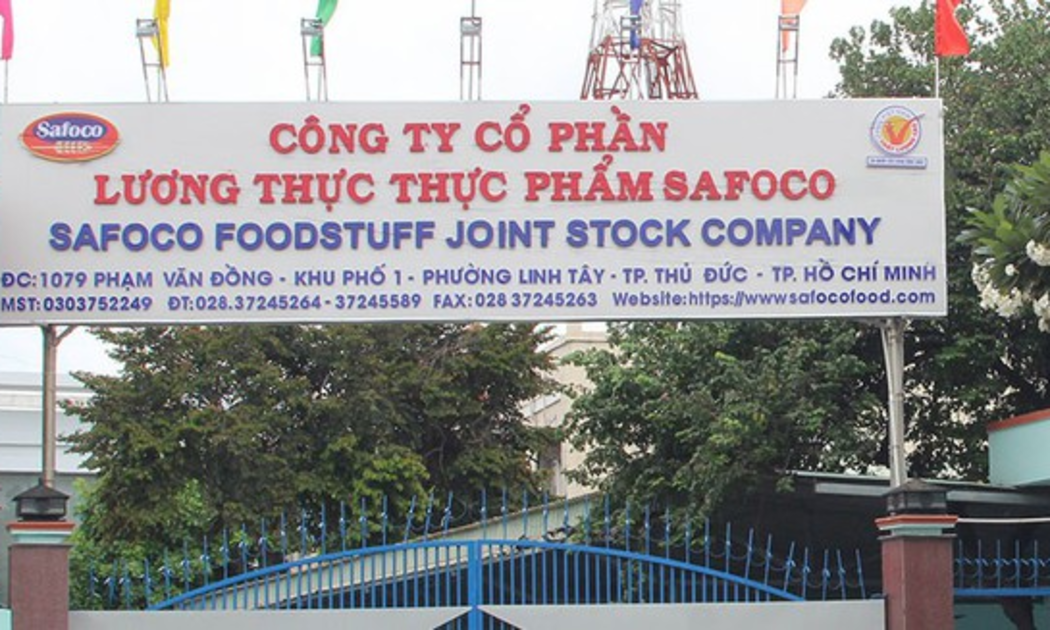 Safoco
CÔNG TY CỔ PHẦN
LƯƠNG THỰC THỰC PHẨM SAFOCO
SAFOCO FOODSTUFF JOINT STOCK COMPANY
ĐC: 1079 PHẠM VĂN ĐỒNG - KHU PHỐ 1 - PHƯỜNG LINH TÂY - TP. THỦ ĐỨC - TP. HỒ CHÍ MINH
MST: 0303752249 ĐT: 028.37245264 - 37245589 FAX: 028 37245263 Website: https://www.safocofood.com